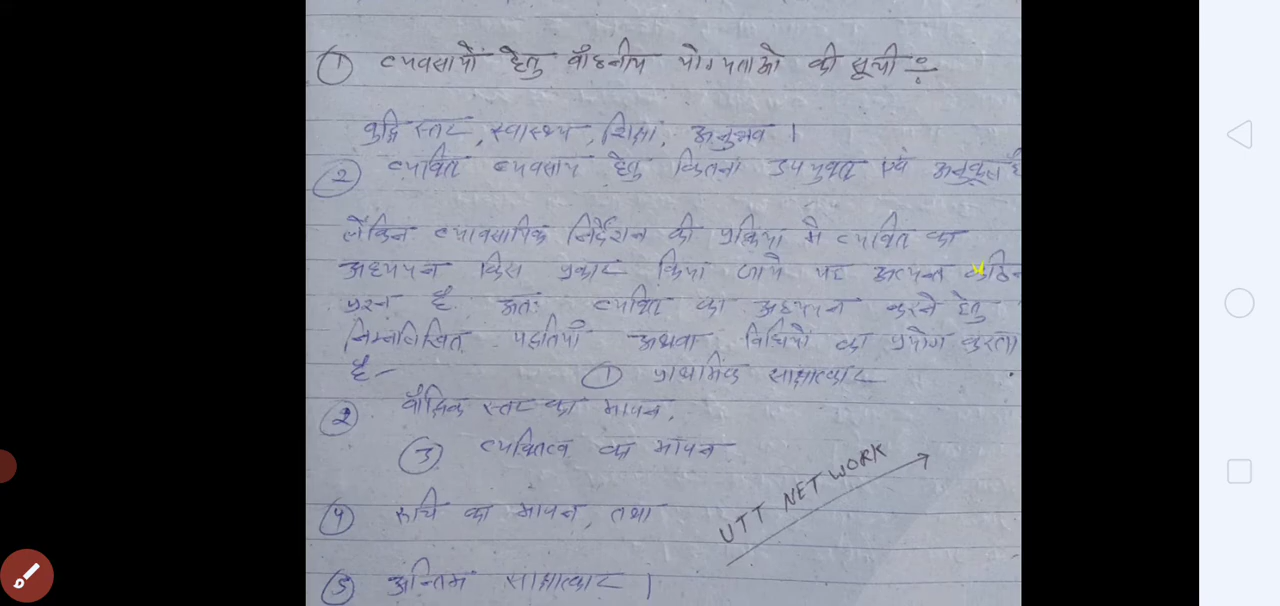 ① व्यवसायों हेतु वाँछनीय योग्यताओ की सूची ÷
बुद्धि स्तर, स्वास्थ्य, शिक्षा, अनुभव ।
② व्यक्ति व्यवसाय हेतु कितना उपयुक्त एवं अनुकूल है
लेकिन व्यावसायिक निर्देशन की प्रक्रिया मे व्यक्ति का
अध्ययन किस प्रकार किया जाये यह अत्यन्त कठिन
प्रश्न है अतः व्यक्ति का अध्ययन करने हेतु
निम्नलिखित पद्धतियों अथवा विधियों का प्रयोग करता
है- ① प्राथमिक साक्षात्कार
② बौद्धिक स्तर का मापन,
③ व्यक्तित्व का मापन
④ रूचि का मापन, तथा
UTT NETWORK
⑤ अन्तिम साक्षात्कार ।